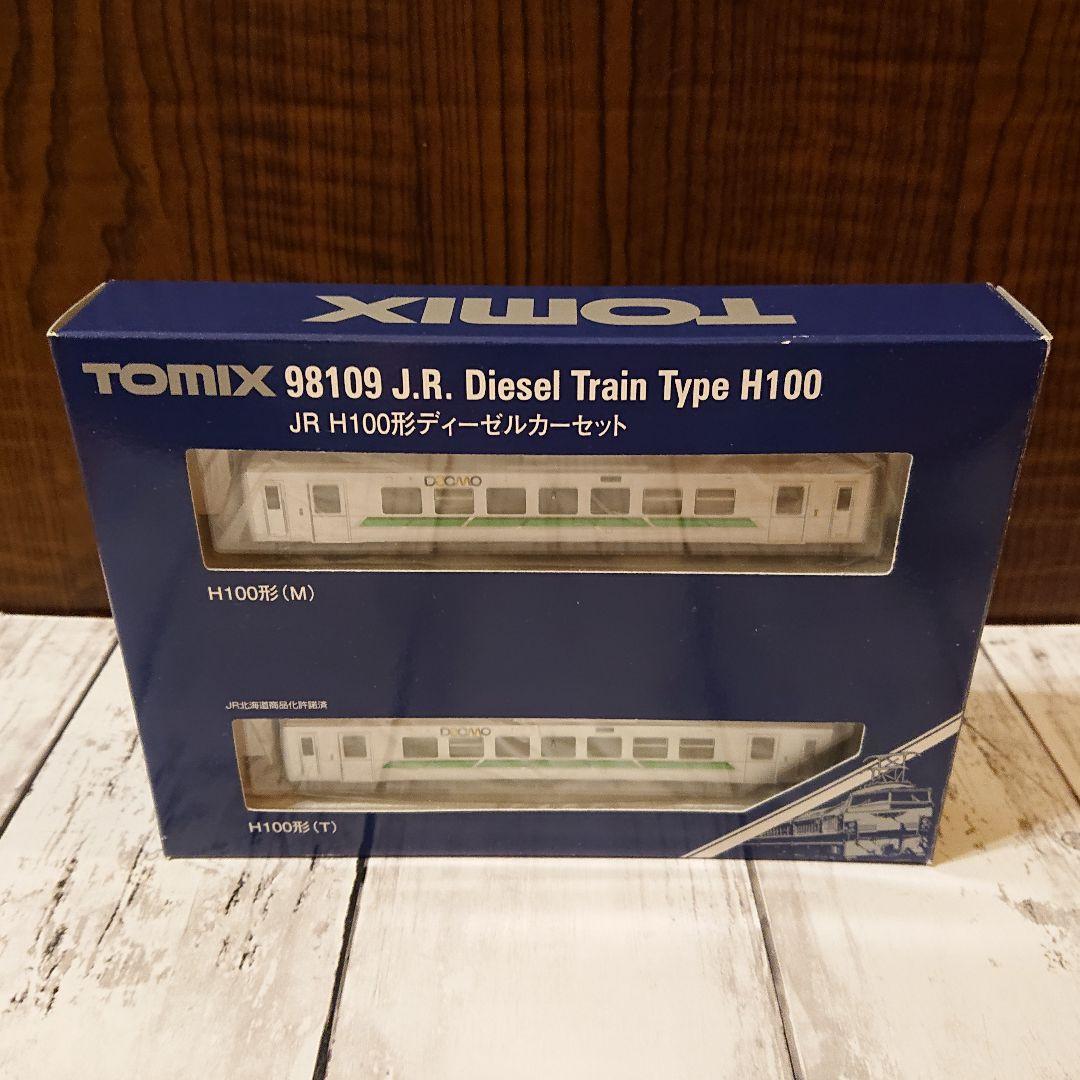 TOMIX
TOMIX 98109 J.R. Diesel Train Type H100
JR H100形ディーゼルカーセット
DECMO
H100形(M)
JR北海道商品化許諾済
DECMO
H100形(T)